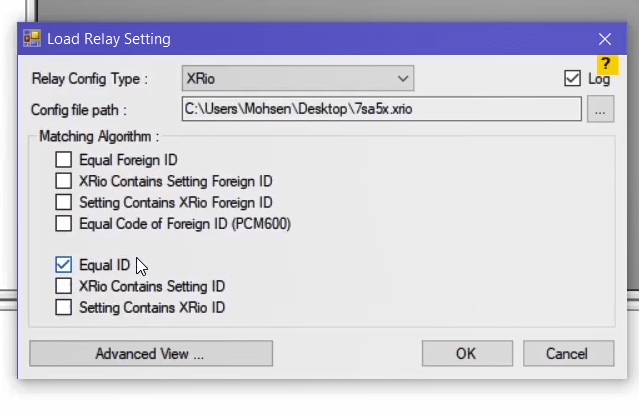 Load Relay Setting
Relay Config Type : XRio Log ?
Config file path : C:\Users\Mohsen\Desktop\7sa5x.xrio ...
Matching Algorithm :
Equal Foreign ID
XRio Contains Setting Foreign ID
Setting Contains XRio Foreign ID
Equal Code of Foreign ID (PCM600)
Equal ID
XRio Contains Setting ID
Setting Contains XRio ID
Advanced View ... OK Cancel